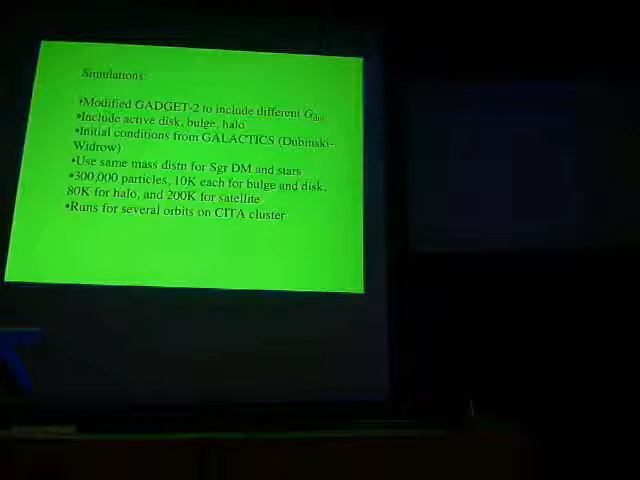 Simulations:
•Modified GADGET-2 to include different G
•Include active disk, bulge, halo
•Initial conditions from GALACTICS (Dubinski-
Widrow)
•Use same mass distn for Sgr DM and stars
•300,000 particles, 10K each for bulge and disk,
80K for halo, and 200K for satellite
•Runs for several orbits on CITA cluster